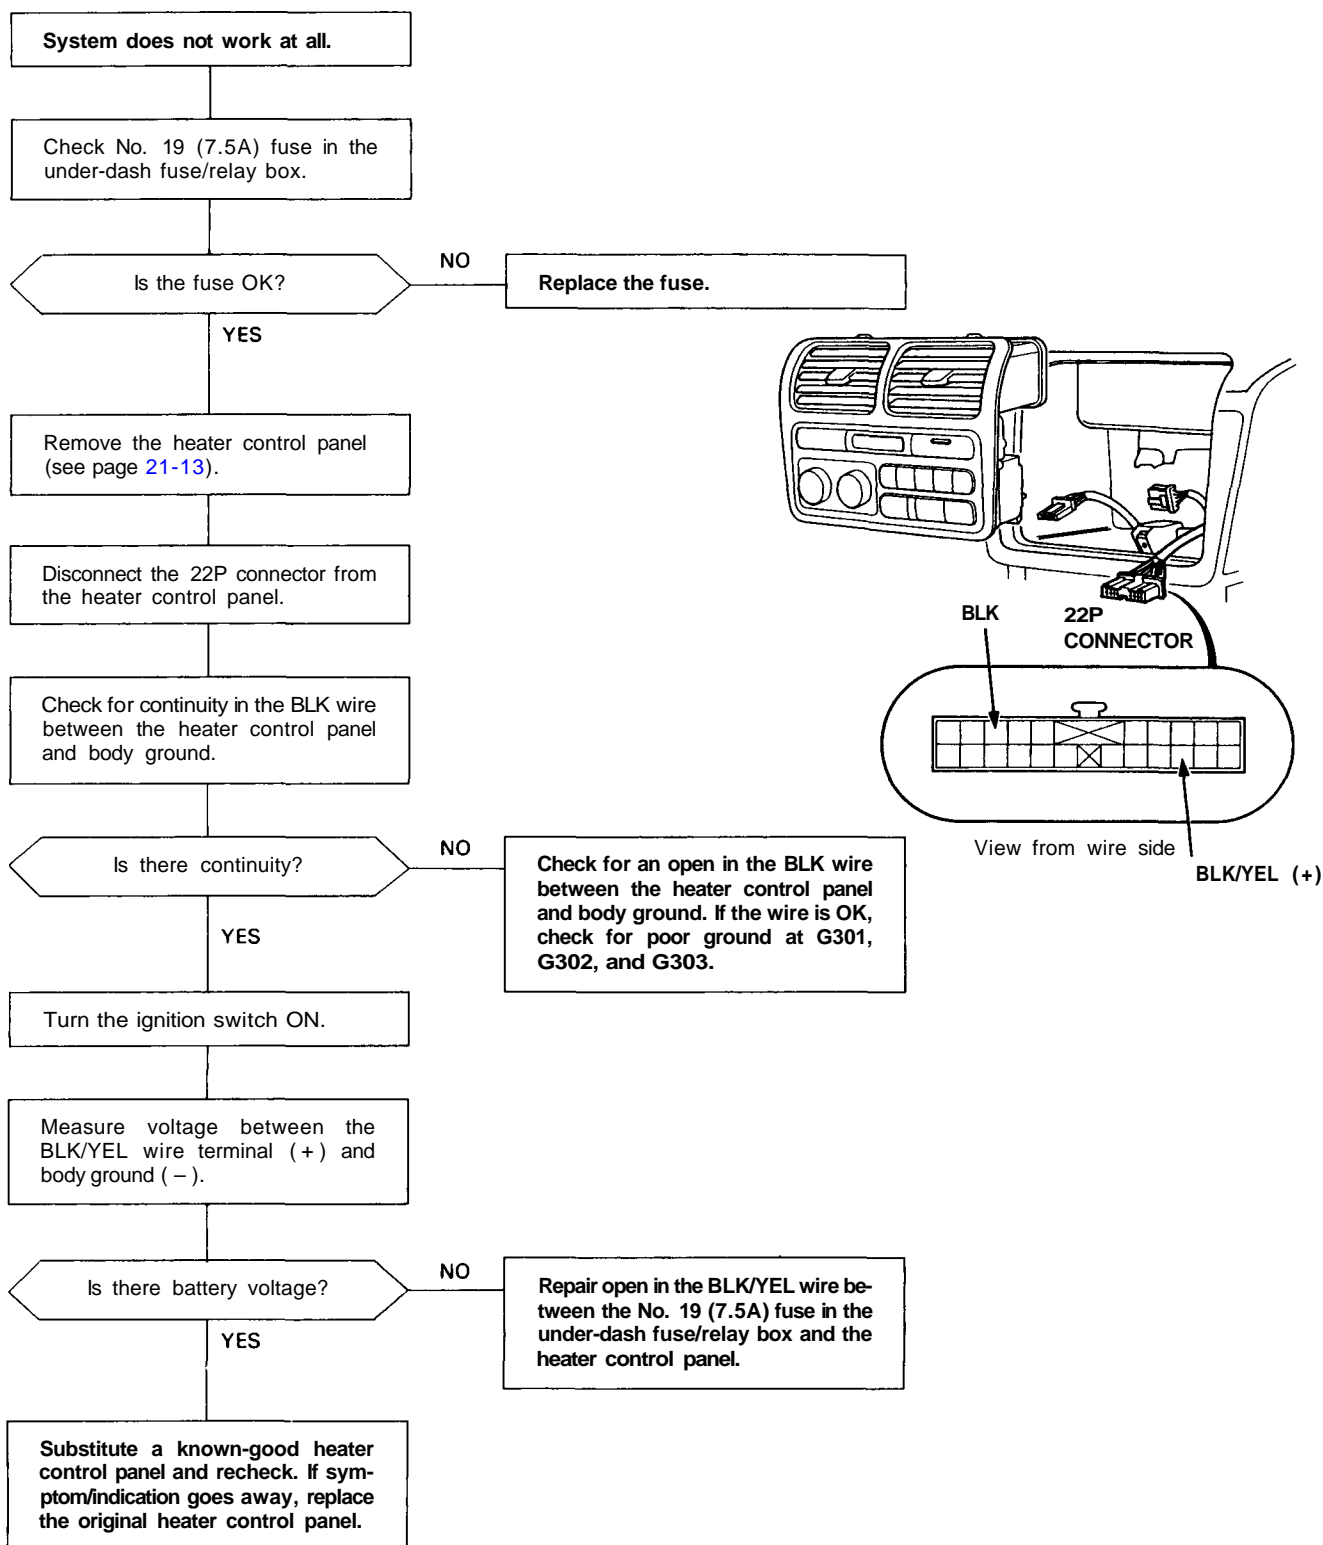 System does not work at all.
Check No. 19 (7.5A) fuse in the
under-dash fuse/relay box.
Is the fuse OK?
NO
Replace the fuse.
YES
Remove the heater control panel
(see page 21-13).
Disconnect the 22P connector from
the heater control panel.
BLK
22P
CONNECTOR
Check for continuity in the BLK wire
between the heater control panel
and body ground.
View from wire side
BLK/YEL (+)
Is there continuity?
NO
Check for an open in the BLK wire
between the heater control panel
and body ground. If the wire is OK,
check for poor ground at G301,
G302, and G303.
YES
Turn the ignition switch ON.
Measure voltage between the
BLK/YEL wire terminal (+) and
body ground (–).
Is there battery voltage?
NO
Repair open in the BLK/YEL wire be-
tween the No. 19 (7.5A) fuse in the
under-dash fuse/relay box and the
heater control panel.
YES
Substitute a known-good heater
control panel and recheck. If sym-
ptom/indication goes away, replace
the original heater control panel.